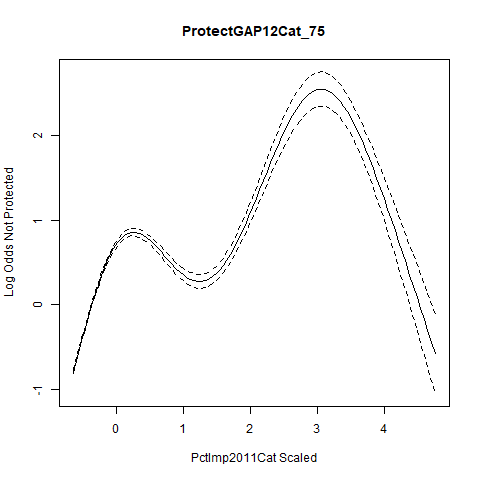 ProtectGAP12Cat_75
Log Odds Not Protected
2
1
0
-1
0 1 2 3 4
PctImp2011Cat Scaled